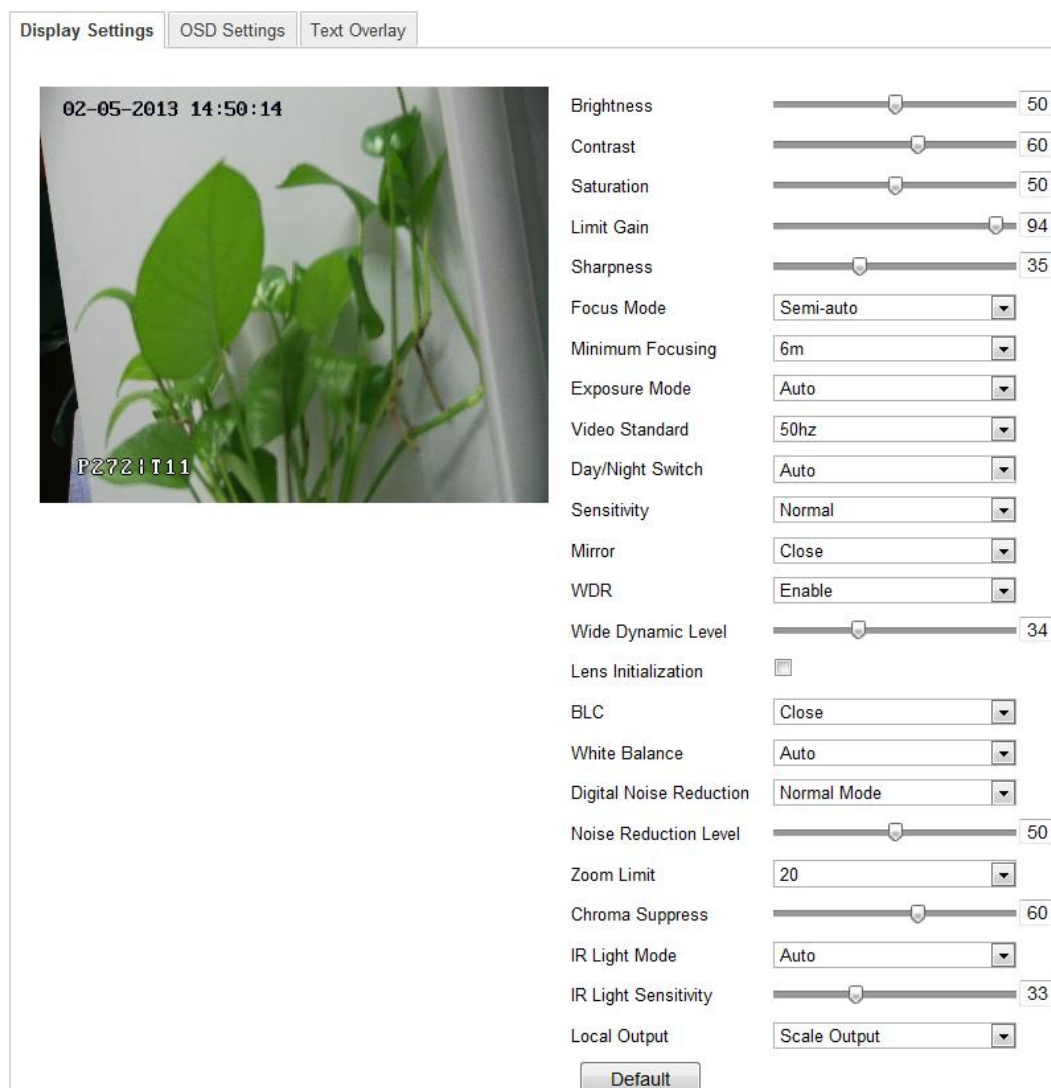 Display Settings OSD Settings Text Overlay
02-05-2013 14:50:14
P272 T11
Brightness 50
Contrast 60
Saturation 50
Limit Gain 94
Sharpness 35
Focus Mode Semi-auto
Minimum Focusing 6m
Exposure Mode Auto
Video Standard 50hz
Day/Night Switch Auto
Sensitivity Normal
Mirror Close
WDR Enable
Wide Dynamic Level 34
Lens Initialization
BLC Close
White Balance Auto
Digital Noise Reduction Normal Mode
Noise Reduction Level 50
Zoom Limit 20
Chroma Suppress 60
IR Light Mode Auto
IR Light Sensitivity 33
Local Output Scale Output
Default